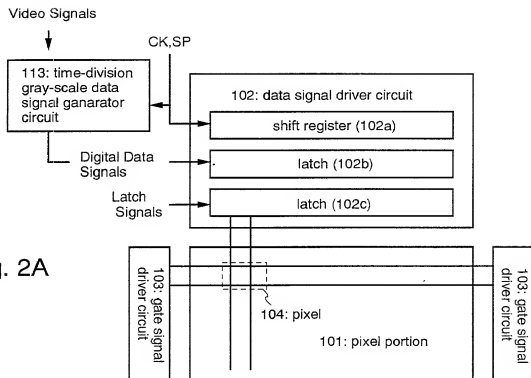 Video Signals
CK,SP
113: time-division
gray-scale data
signal ganarator
circuit
102: data signal driver circuit
shift register (102a)
Digital Data
Signals
latch (102b)
Latch
Signals
latch (102c)
g. 2A
103: gate signal
driver circuit
104: pixel
101: pixel portion
103: gate signal
driver circuit